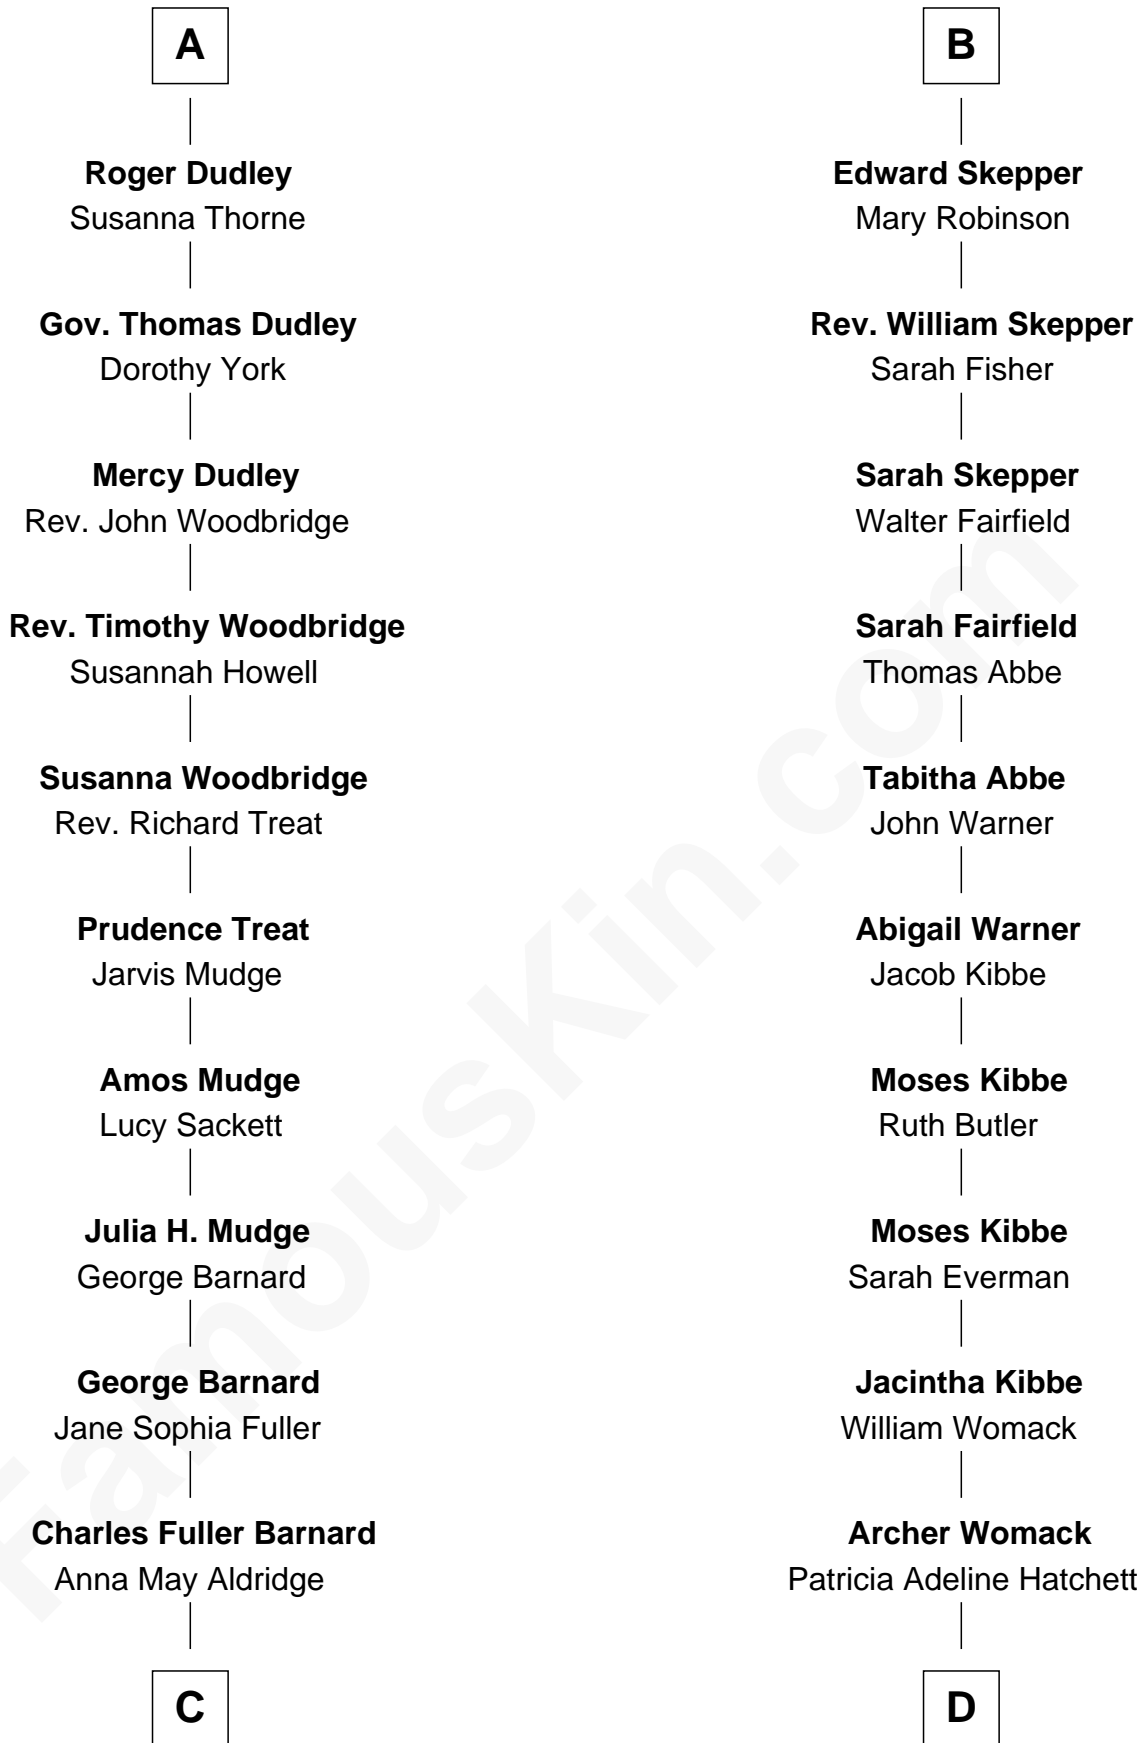 A
Roger Dudley
Susanna Thorne
Gov. Thomas Dudley
Dorothy York
Mercy Dudley
Rev. John Woodbridge
Rev. Timothy Woodbridge
Susannah Howell
Susanna Woodbridge
Rev. Richard Treat
Prudence Treat
Jarvis Mudge
Amos Mudge
Lucy Sackett
Julia H. Mudge
George Barnard
George Barnard
Jane Sophia Fuller
Charles Fuller Barnard
Anna May Aldridge
C
B
Edward Skepper
Mary Robinson
Rev. William Skepper
Sarah Fisher
Sarah Skepper
Walter Fairfield
Sarah Fairfield
Thomas Abbe
Tabitha Abbe
John Warner
Abigail Warner
Jacob Kibbe
Moses Kibbe
Ruth Butler
Moses Kibbe
Sarah Everman
Jacintha Kibbe
William Womack
Archer Womack
Patricia Adeline Hatchett
D
FamousKin.com